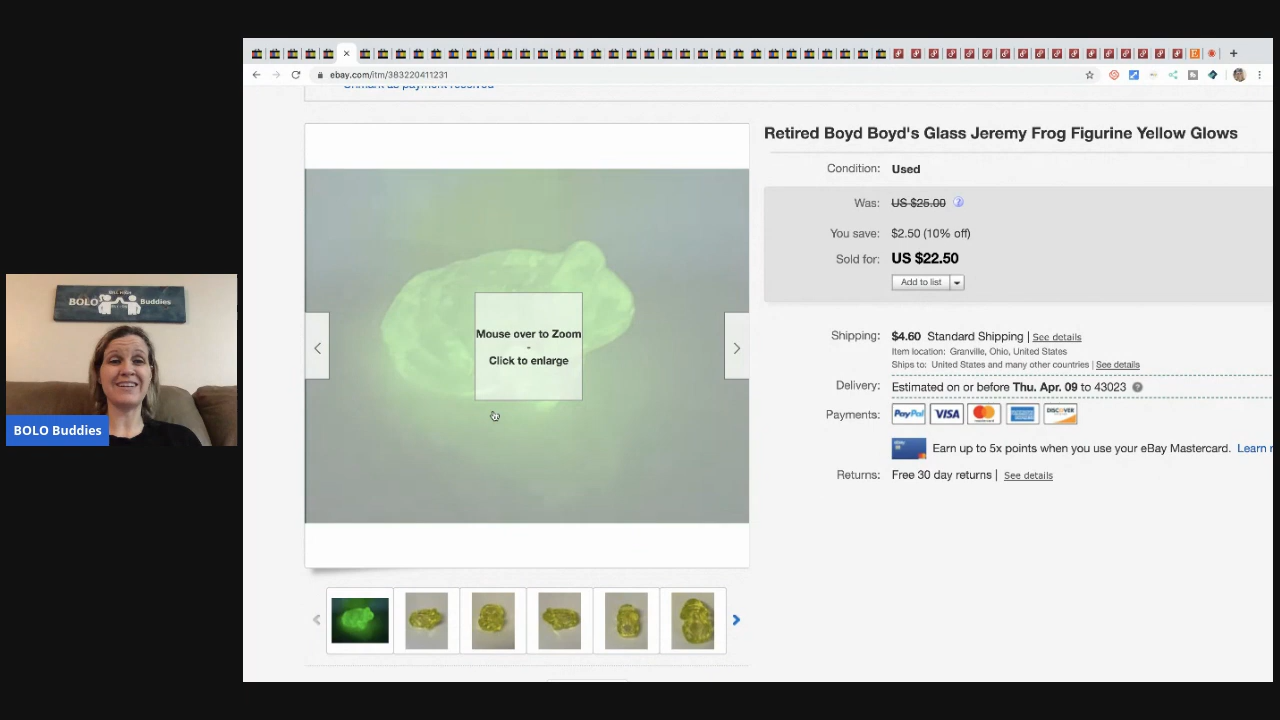 ebay.com/itm/383220411231
Retired Boyd Boyd's Glass Jeremy Frog Figurine Yellow Glows
Condition: Used
Was: US $25.00
You save: $2.50 (10% off)
Sold for: US $22.50
Add to list
Mouse over to Zoom
-
Click to enlarge
Shipping: $4.60 Standard Shipping | See details
Item location: Granville, Ohio, United States
Ships to: United States and many other countries | See details
Delivery: Estimated on or before Thu. Apr. 09 to 43023
Payments: PayPal VISA
DISCOVER
Earn up to 5x points when you use your eBay Mastercard. Learn
Returns: Free 30 day returns | See details
BOLO Buddies
BOLO Buddies